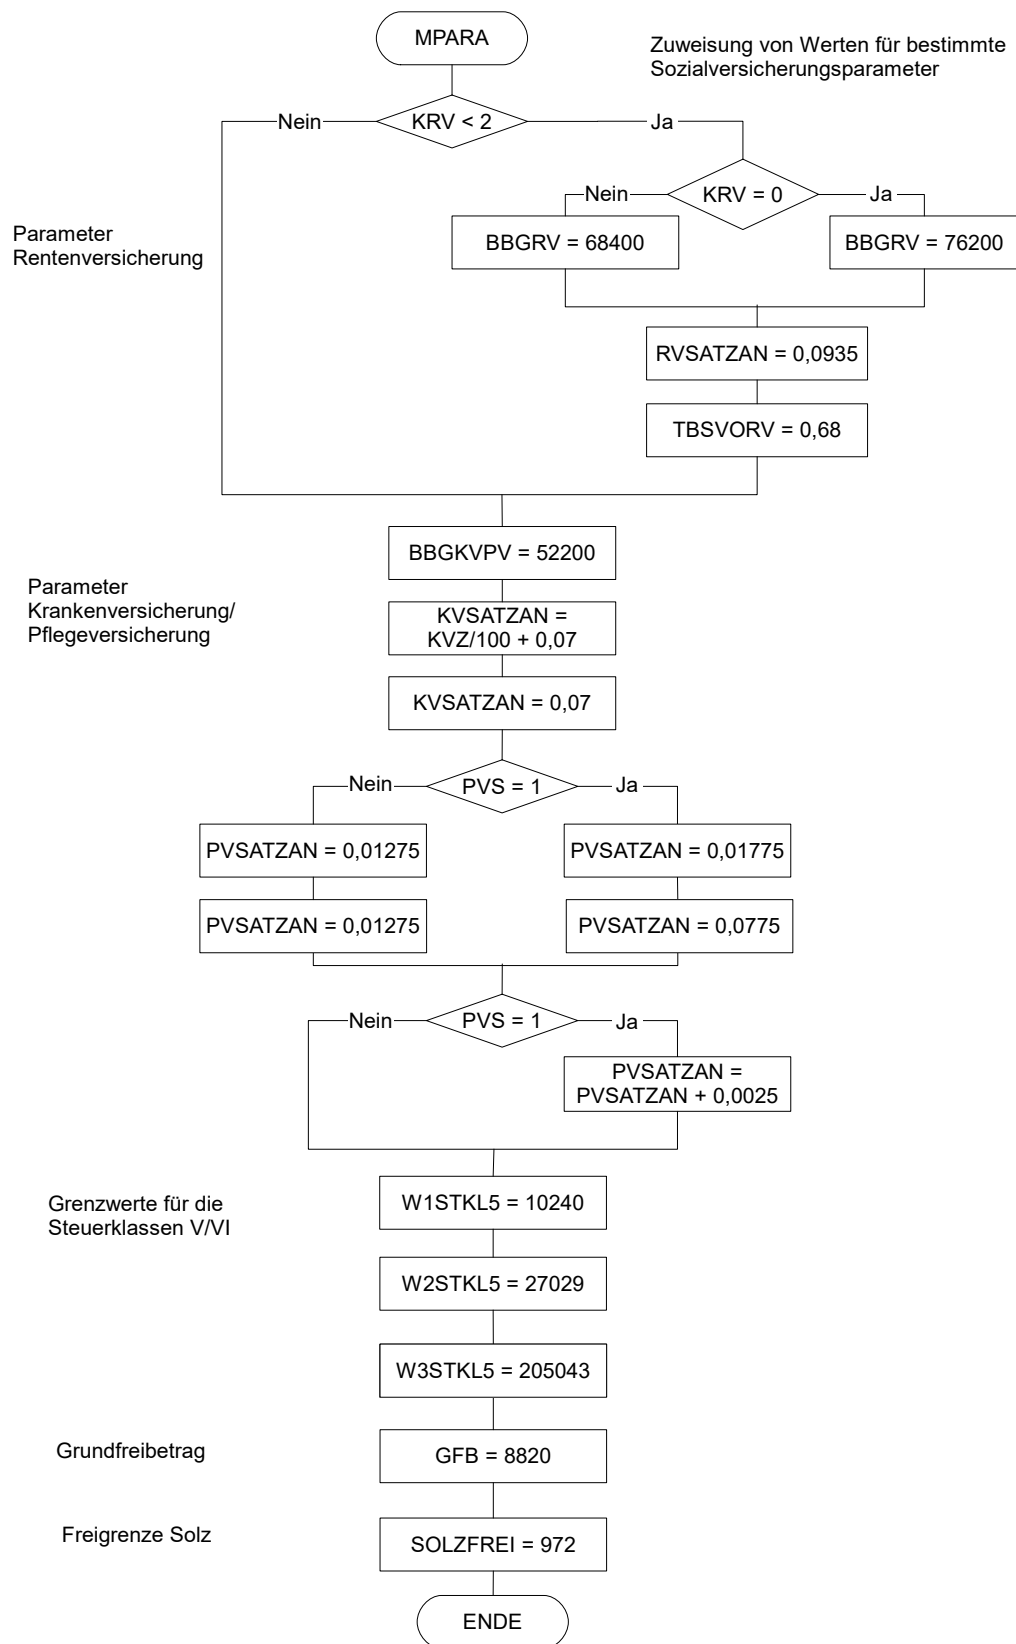 MPARA
Zuweisung von Werten für bestimmte
Sozialversicherungsparameter
Nein
KRV < 2
Ja
Nein
KRV = 0
Ja
Parameter
Rentenversicherung
BBGRV = 68400
BBGRV = 76200
RVSATZAN = 0,0935
TBSVORV = 0,68
BBGKVPV = 52200
Parameter
Krankenversicherung/
Pflegeversicherung
KVSATZAN =
KVZ/100 + 0,07
KVSATZAN = 0,07
Nein
PVS = 1
Ja
PVSATZAN = 0,01275
PVSATZAN = 0,01775
PVSATZAN = 0,01275
PVSATZAN = 0,0775
Nein
PVS = 1
Ja
PVSATZAN =
PVSATZAN + 0,0025
Grenzwerte für die
Steuerklassen V/VI
W1STKL5 = 10240
W2STKL5 = 27029
W3STKL5 = 205043
Grundfreibetrag
GFB = 8820
Freigrenze Solz
SOLZFREI = 972
ENDE